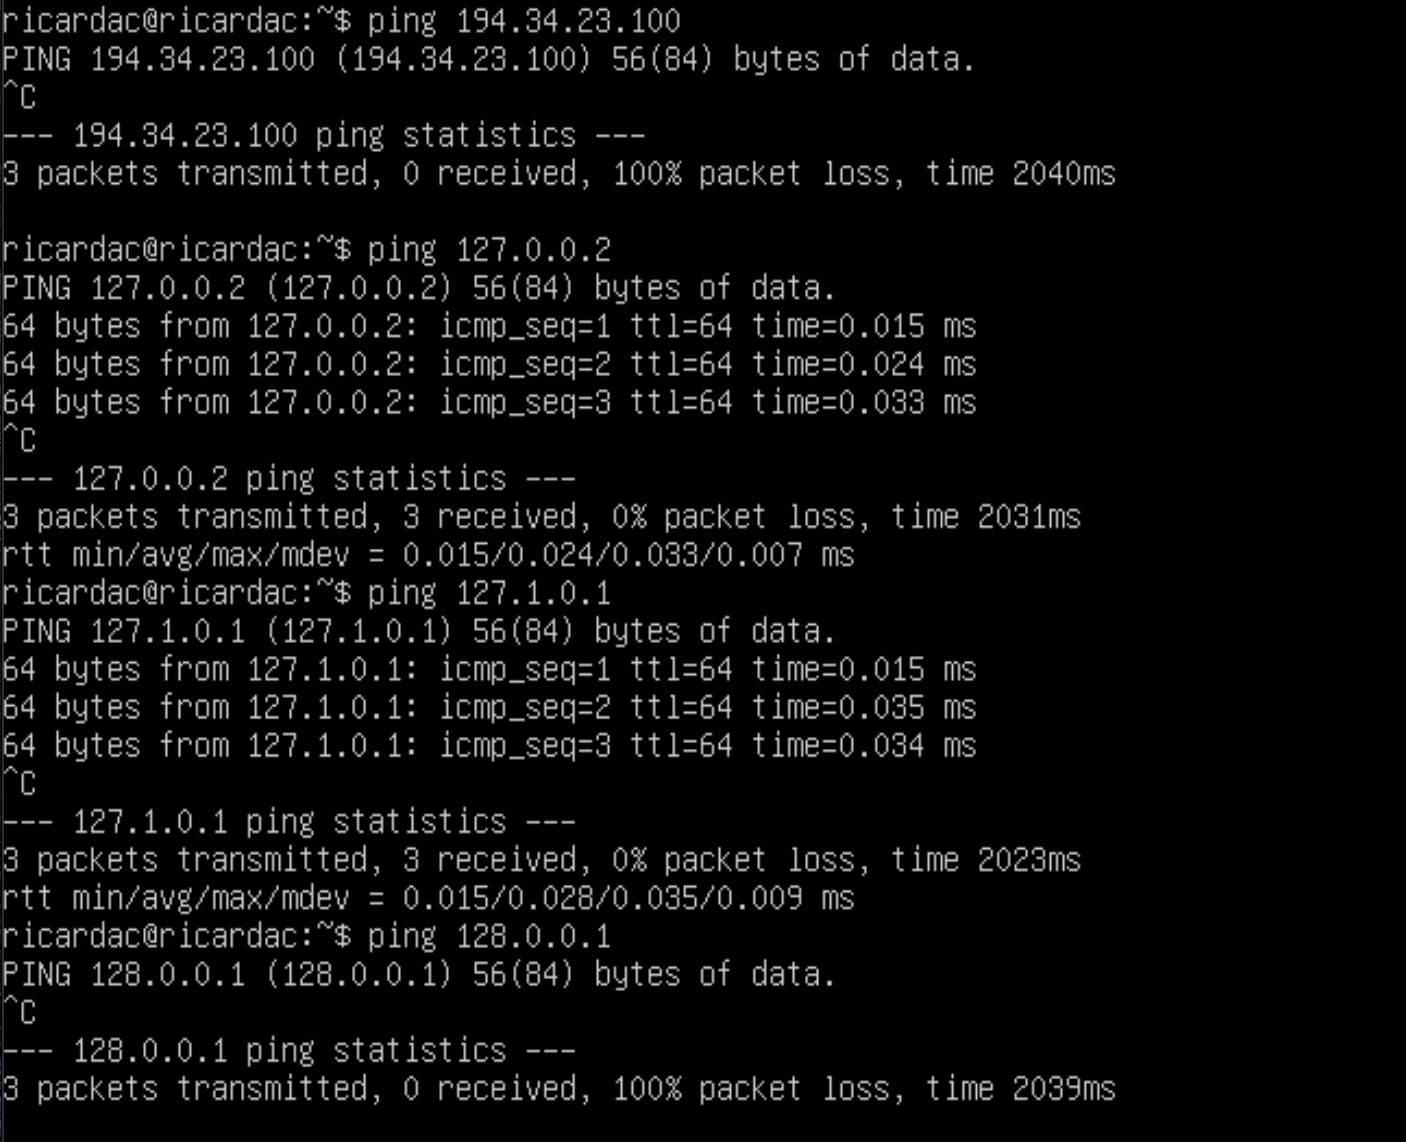 ricardac@ricardac:~$ ping 194.34.23.100
PING 194.34.23.100 (194.34.23.100) 56(84) bytes of data.
^C
--- 194.34.23.100 ping statistics ---
3 packets transmitted, 0 received, 100% packet loss, time 2040ms

ricardac@ricardac:~$ ping 127.0.0.2
PING 127.0.0.2 (127.0.0.2) 56(84) bytes of data.
64 bytes from 127.0.0.2: icmp_seq=1 ttl=64 time=0.015 ms
64 bytes from 127.0.0.2: icmp_seq=2 ttl=64 time=0.024 ms
64 bytes from 127.0.0.2: icmp_seq=3 ttl=64 time=0.033 ms
^C
--- 127.0.0.2 ping statistics ---
3 packets transmitted, 3 received, 0% packet loss, time 2031ms
rtt min/avg/max/mdev = 0.015/0.024/0.033/0.007 ms
ricardac@ricardac:~$ ping 127.1.0.1
PING 127.1.0.1 (127.1.0.1) 56(84) bytes of data.
64 bytes from 127.1.0.1: icmp_seq=1 ttl=64 time=0.015 ms
64 bytes from 127.1.0.1: icmp_seq=2 ttl=64 time=0.035 ms
64 bytes from 127.1.0.1: icmp_seq=3 ttl=64 time=0.034 ms
^C
--- 127.1.0.1 ping statistics ---
3 packets transmitted, 3 received, 0% packet loss, time 2023ms
rtt min/avg/max/mdev = 0.015/0.028/0.035/0.009 ms
ricardac@ricardac:~$ ping 128.0.0.1
PING 128.0.0.1 (128.0.0.1) 56(84) bytes of data.
^C
--- 128.0.0.1 ping statistics ---
3 packets transmitted, 0 received, 100% packet loss, time 2039ms